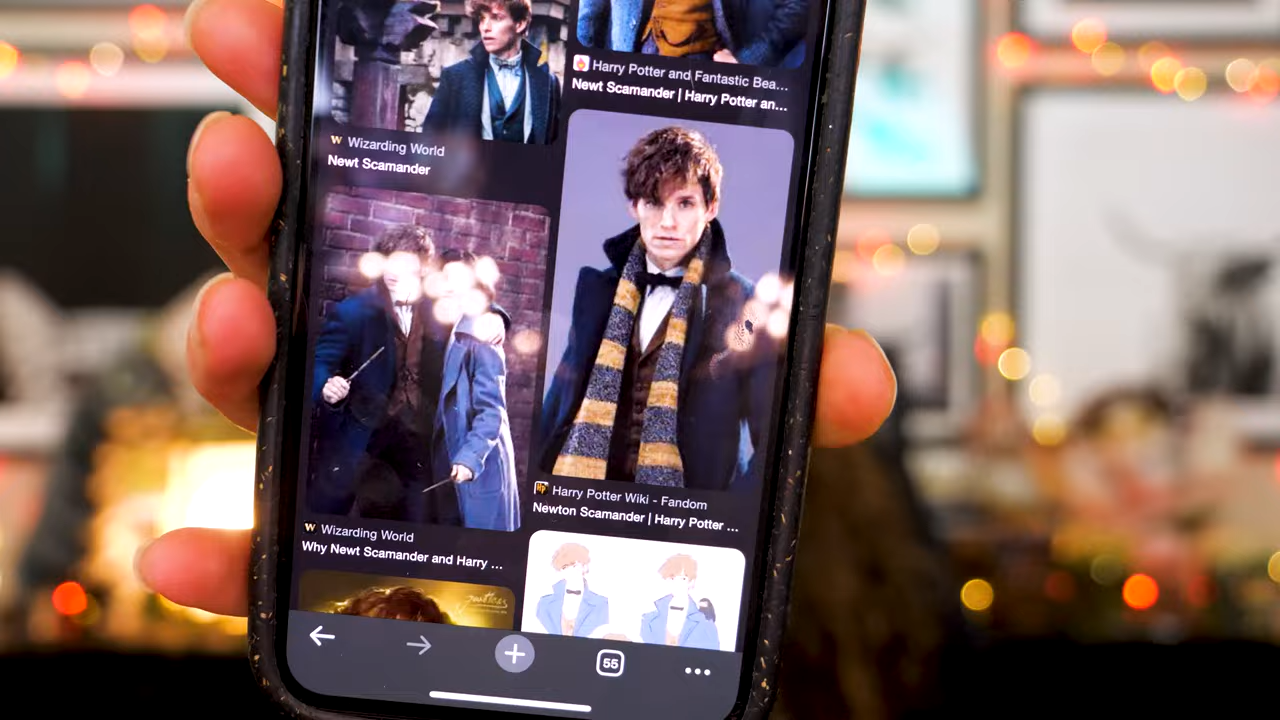 Harry Potter and Fantastic Bea...
Newt Scamander | Harry Potter an...
W Wizarding World
Newt Scamander
HP Harry Potter Wiki - Fandom
Newton Scamander | Harry Potter ...
W Wizarding World
Why Newt Scamander and Harry ...
55